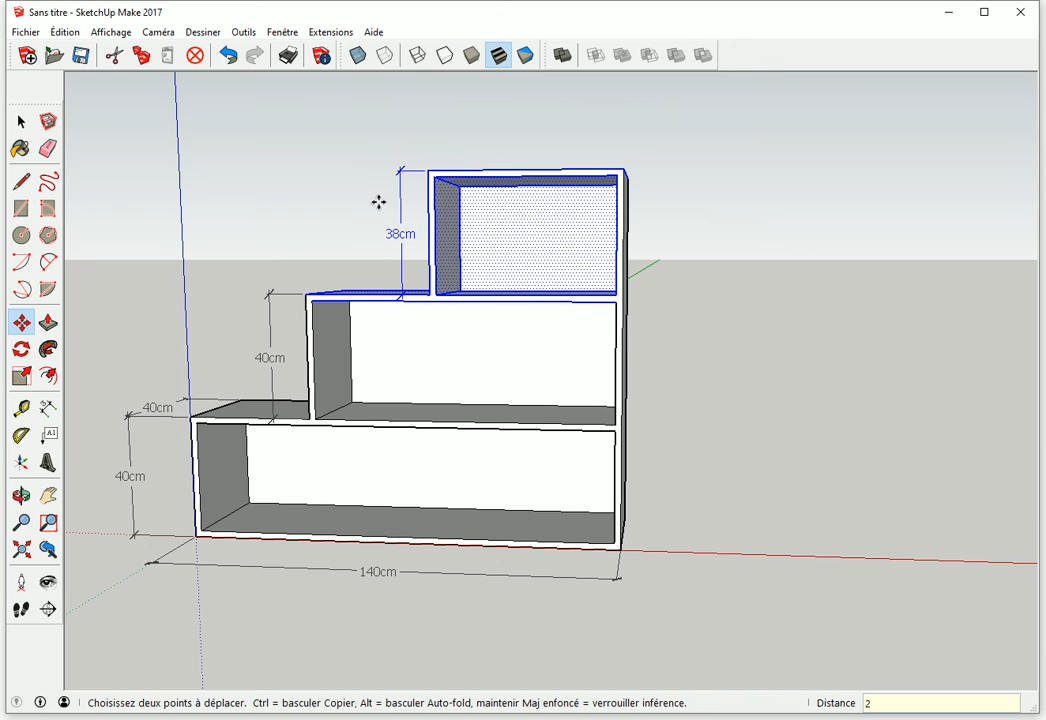 Sans titre - SketchUp Make 2017
Fichier Édition Affichage Caméra Dessiner Outils Fenêtre Extensions Aide
38cm
40cm
40cm
40cm
140cm
A1
Choisissez deux points à déplacer. Ctrl = basculer Copier, Alt = basculer Auto-fold, maintenir Maj enfoncé = verrouiller inférence. Distance 2